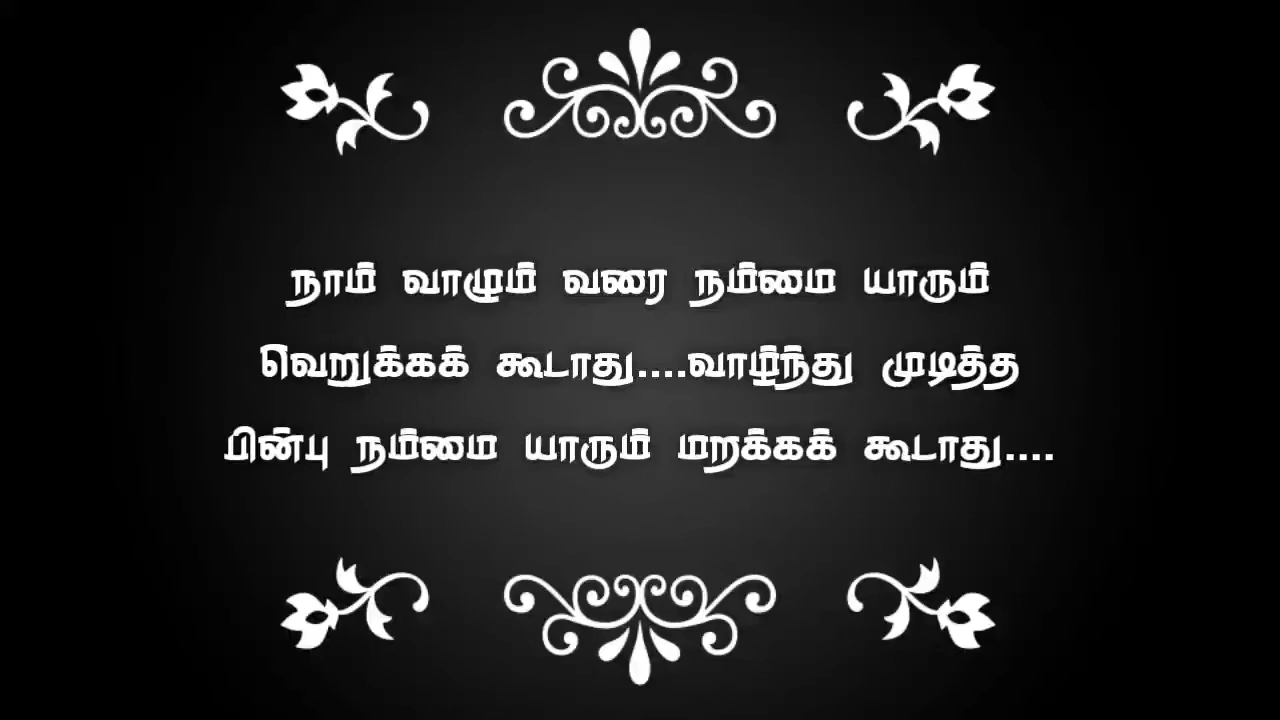 நாம் வாழும் வரை நம்மை யாரும்
வெறுக்கக் கூடாது....வாழ்ந்து முடித்த
பின்பு நம்மை யாரும் மறக்கக் கூடாது....